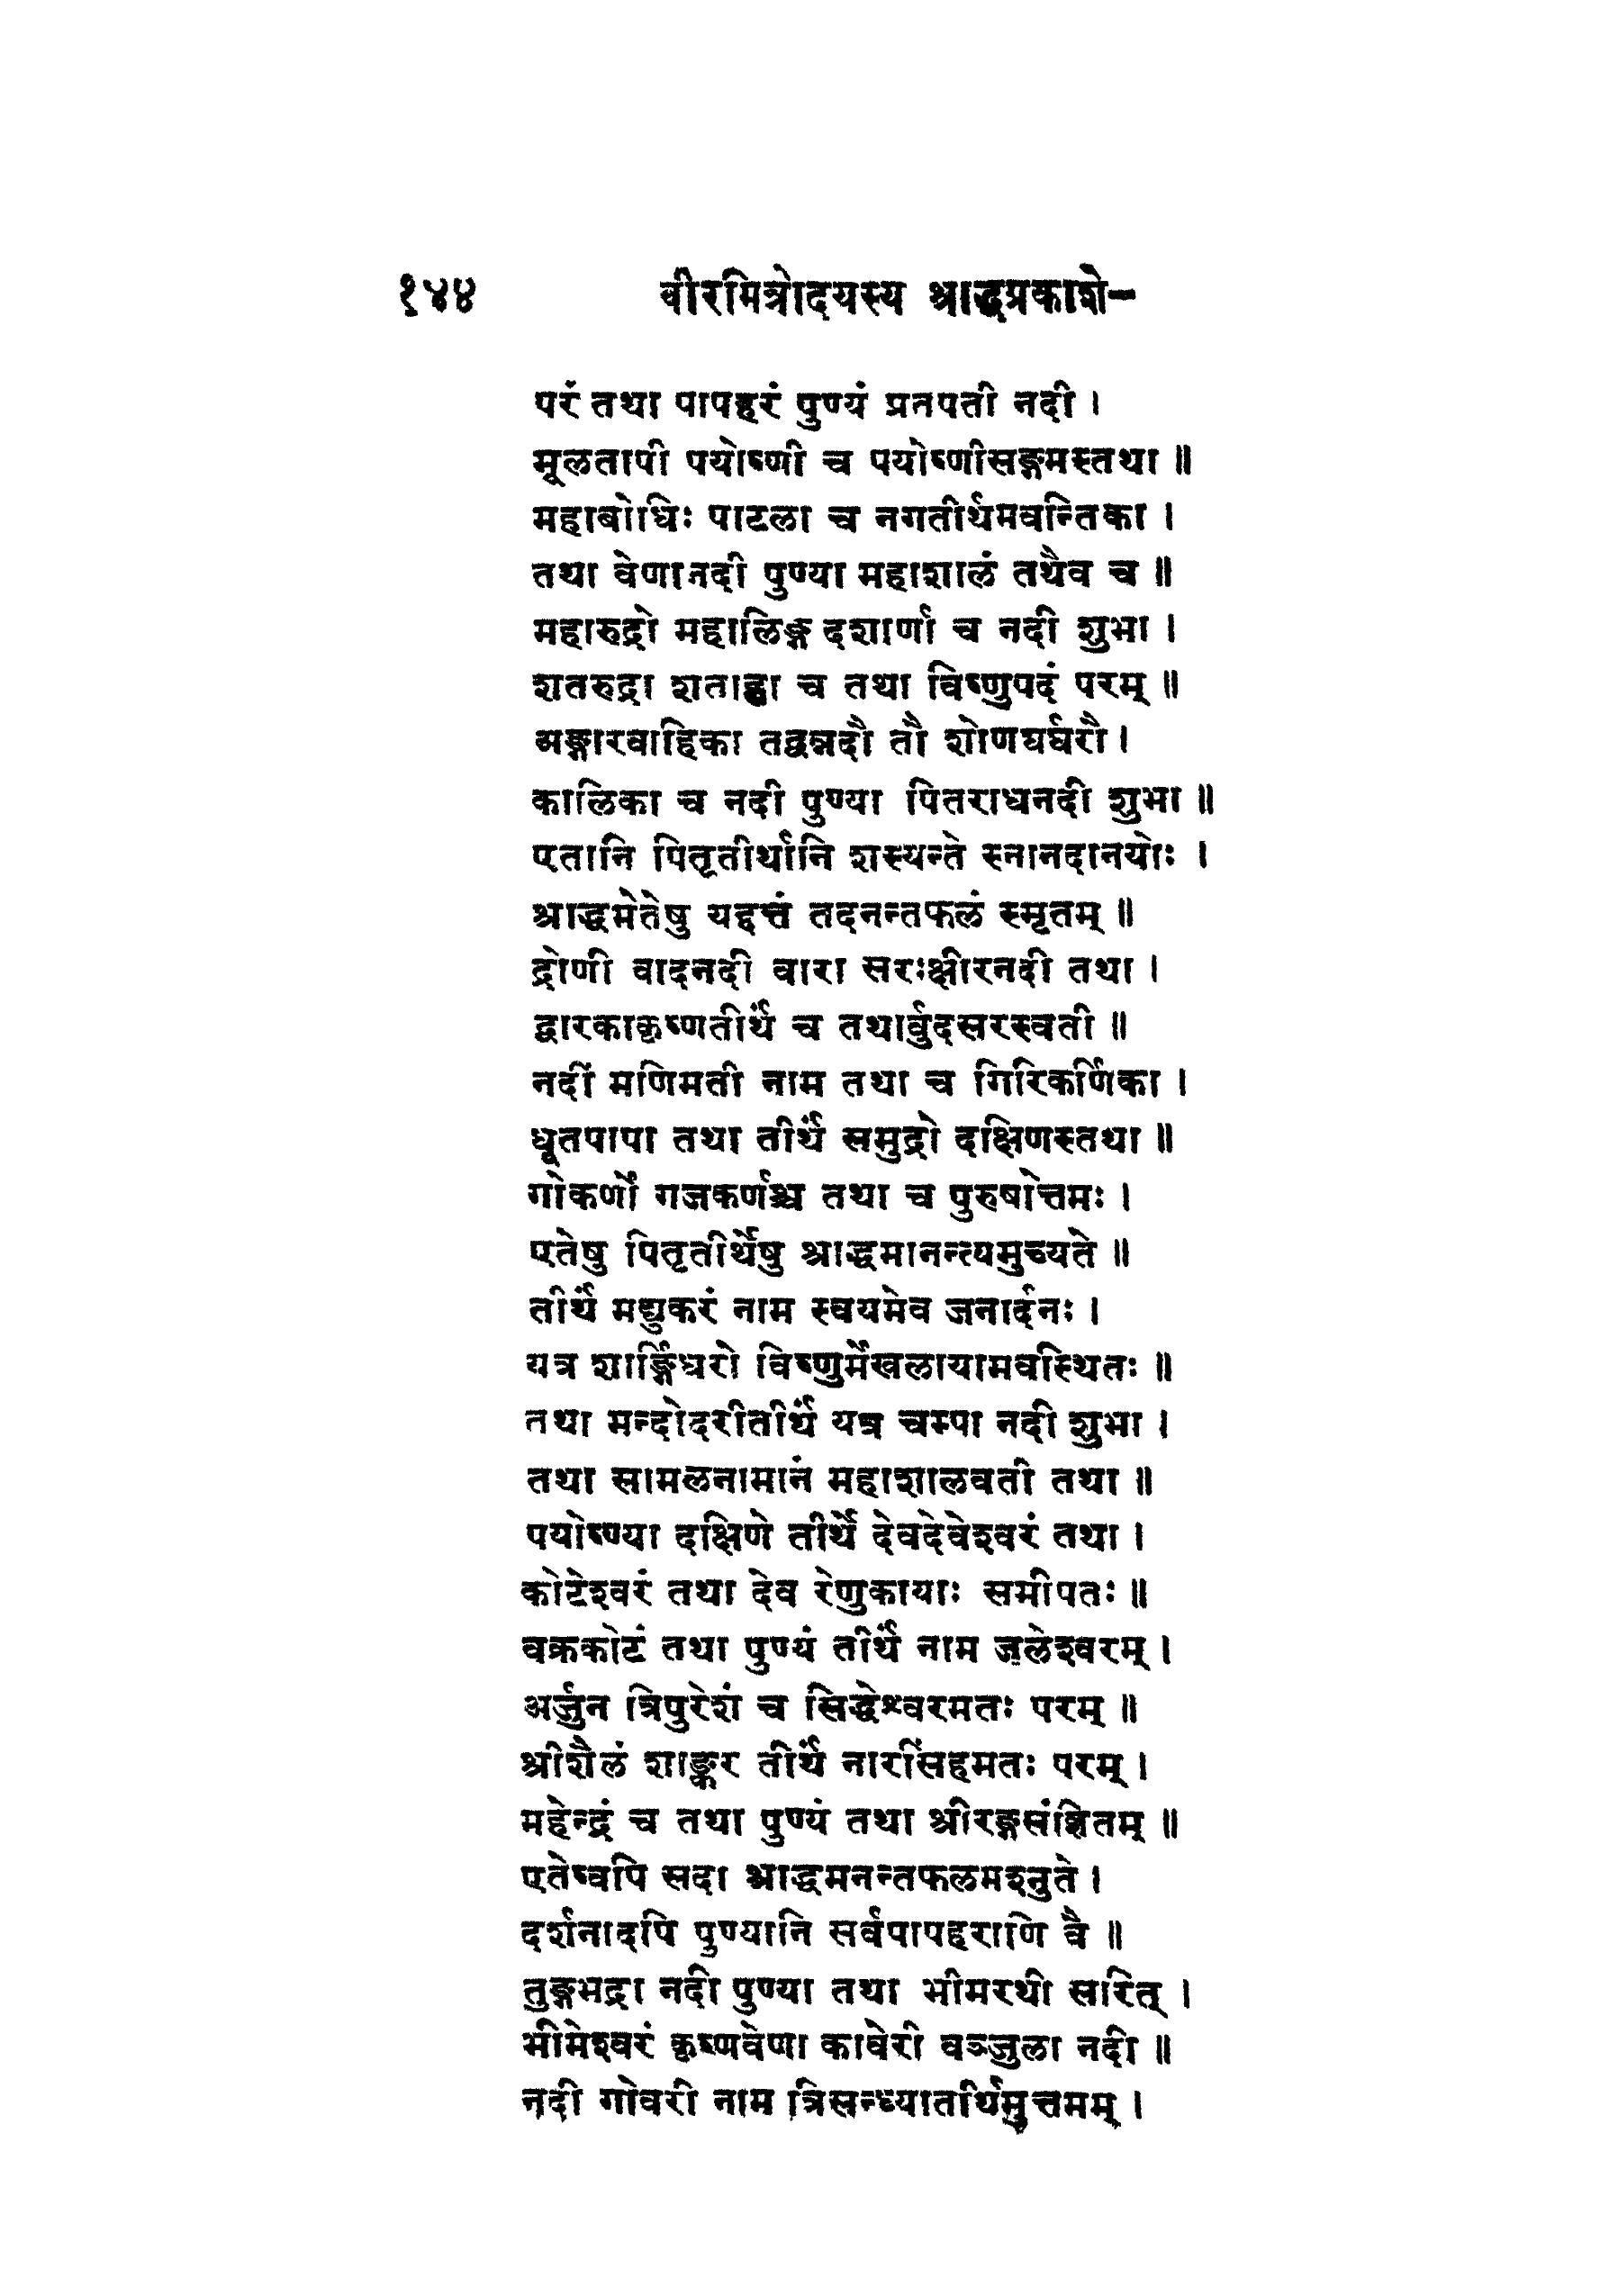 १४४ वीरमित्रोदयस्य श्राद्धप्रकाशे-
परं तथा पापहरं पुण्यं प्रतपती नदी ।
मूलतापी पयोष्णी च पयोष्णीसङ्गमस्तथा ॥
महाबोधिः पाटला च नगतीर्थमवन्तिका ।
तथा वेणानदी पुण्या महाशालं तथैव च ॥
महारुद्रो महालिङ्ग दशार्णा च नदी शुभा ।
शतरुद्रा शताह्वा च तथा विष्णुपदं परम् ॥
अङ्गारवाहिका तद्वन्नदौ तौ शोणघर्घरौ ।
कालिका च नदी पुण्या पितराधनदी शुभा ॥
एतानि पितृतीर्थानि शस्यन्ते स्नानदानयोः ।
श्राद्धमेतेषु यद्दत्तं तदनन्तफलं स्मृतम् ॥
द्रोणी वादनदी वारा सरःक्षीरनदी तथा ।
द्वारकाकृष्णतीर्थं च तथार्वुदसरस्वती ॥
नदीं मणिमती नाम तथा च गिरिकर्णिका ।
धूतपापा तथा तीर्थं समुद्रो दक्षिणस्तथा ॥
गोकर्णो गजकर्णश्च तथा च पुरुषोत्तमः ।
एतेषु पितृतीर्थेषु श्राद्धमानन्त्यमुच्यते ॥
तीर्थं मद्युकरं नाम स्वयमेव जनार्दनः ।
यत्र शार्ङ्गिधरो विष्णुर्मेखलायामवस्थितः ॥
तथा मन्दोदरीतीर्थं यत्र चम्पा नदी शुभा ।
तथा सामलनामानं महाशालवती तथा ॥
पयोष्ण्या दक्षिणे तीर्थे देवदेवेश्वरं तथा ।
कोटेश्वरं तथा देव रेणुकायाः समीपतः ॥
वक्रकोटं तथा पुण्यं तीर्थं नाम जलेश्वरम् ।
अर्जुन त्रिपुरेशं च सिद्धेश्वरमतः परम् ॥
श्रीशैलं शाङ्कर तीर्थं नारसिंहमतः परम् ।
महेन्द्रं च तथा पुण्यं तथा श्रीरङ्गसंज्ञितम् ॥
एतेष्वपि सदा श्राद्धमनन्तफलमश्नुते ।
दर्शनादपि पुण्यानि सर्वपापहराणि वै ॥
तुङ्गभद्रा नदी पुण्या तथा भीमरथी सरित् ।
भीमेश्वरं कृष्णवेणा कावेरी वञ्जुला नदी ॥
नदी गोवरी नाम त्रिसन्ध्यातर्थिमुत्तमम् ।